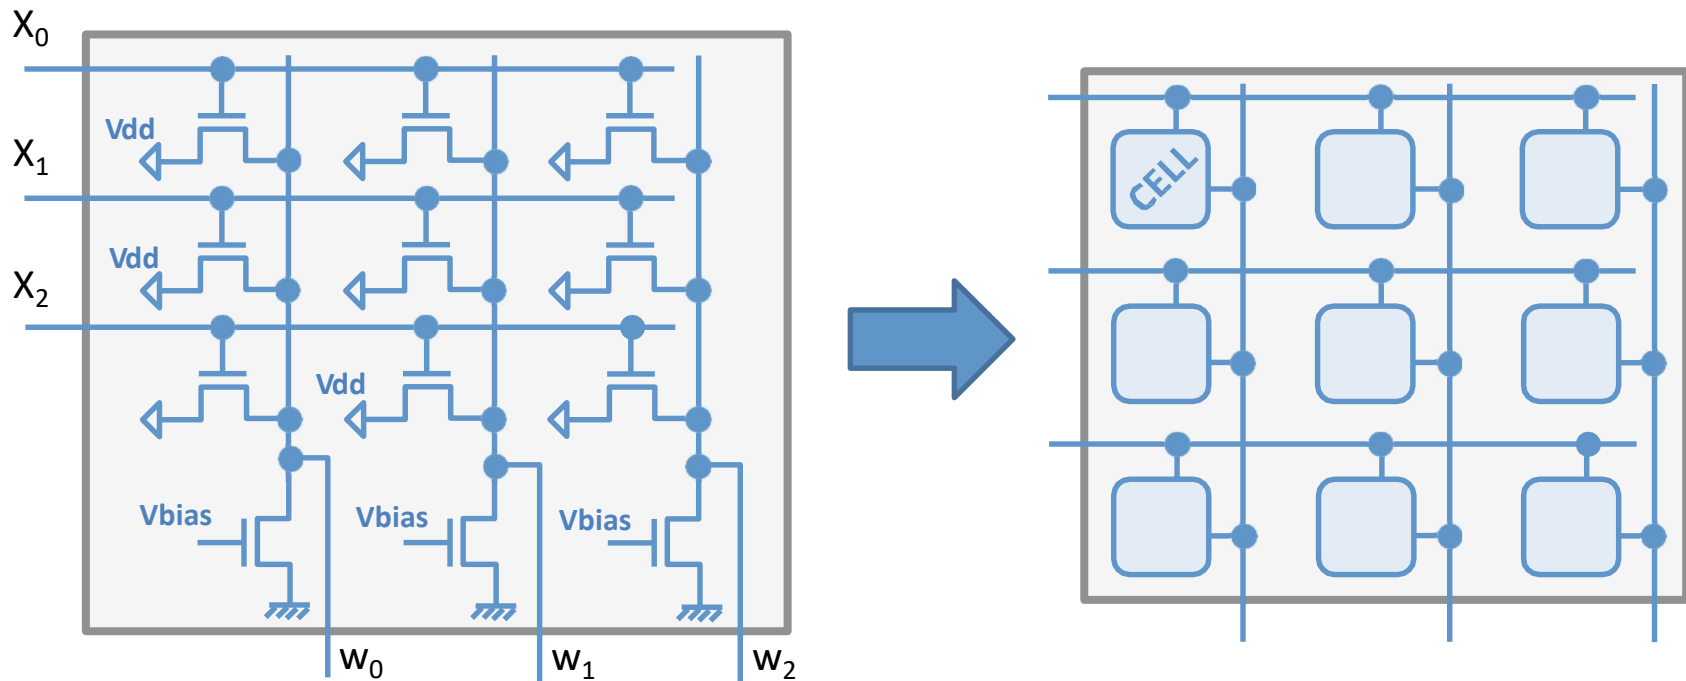 X₀
Vdd
X₁
Vdd
X₂
Vdd
Vbias
Vbias
Vbias
w₀
w₁
w₂
CELL